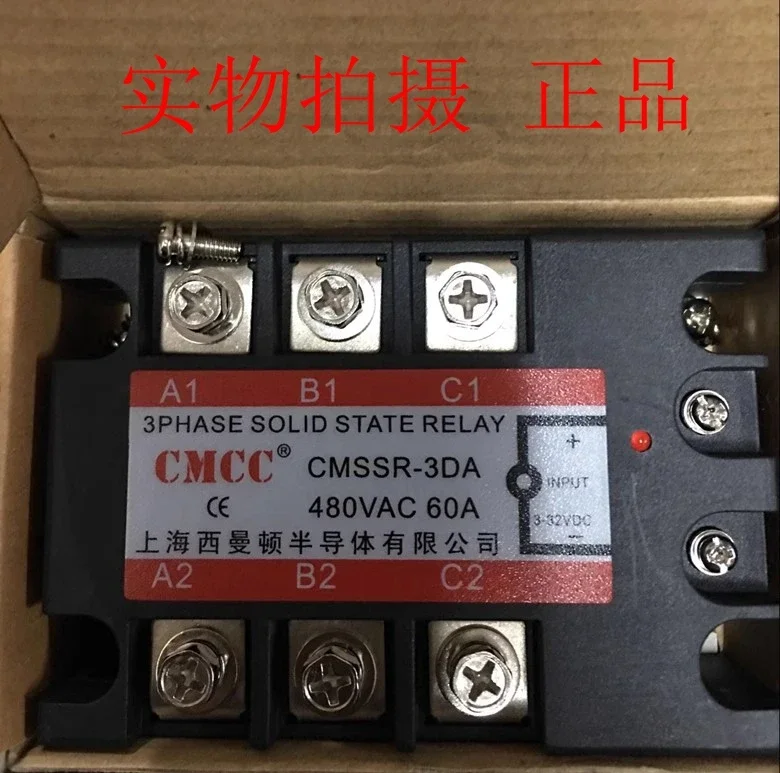 实物拍摄 正品
A1 B1 C1
3PHASE SOLID STATE RELAY
CMCC® CMSSR-3DA
CE 480VAC 60A
上海西曼顿半导体有限公司
+
INPUT
3-32VDC
−
A2 B2 C2